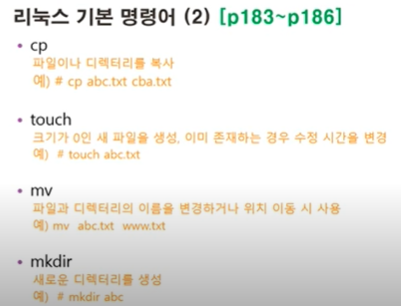 리눅스 기본 명령어 (2) [p183~p186]
• cp
파일이나 디렉터리를 복사
예) # cp abc.txt cba.txt
• touch
크기가 0인 새 파일을 생성, 이미 존재하는 경우 수정 시간을 변경
예) # touch abc.txt
• mv
파일과 디렉터리의 이름을 변경하거나 위치 이동 시 사용
예) mv abc.txt www.txt
• mkdir
새로운 디렉터리를 생성
예) # mkdir abc